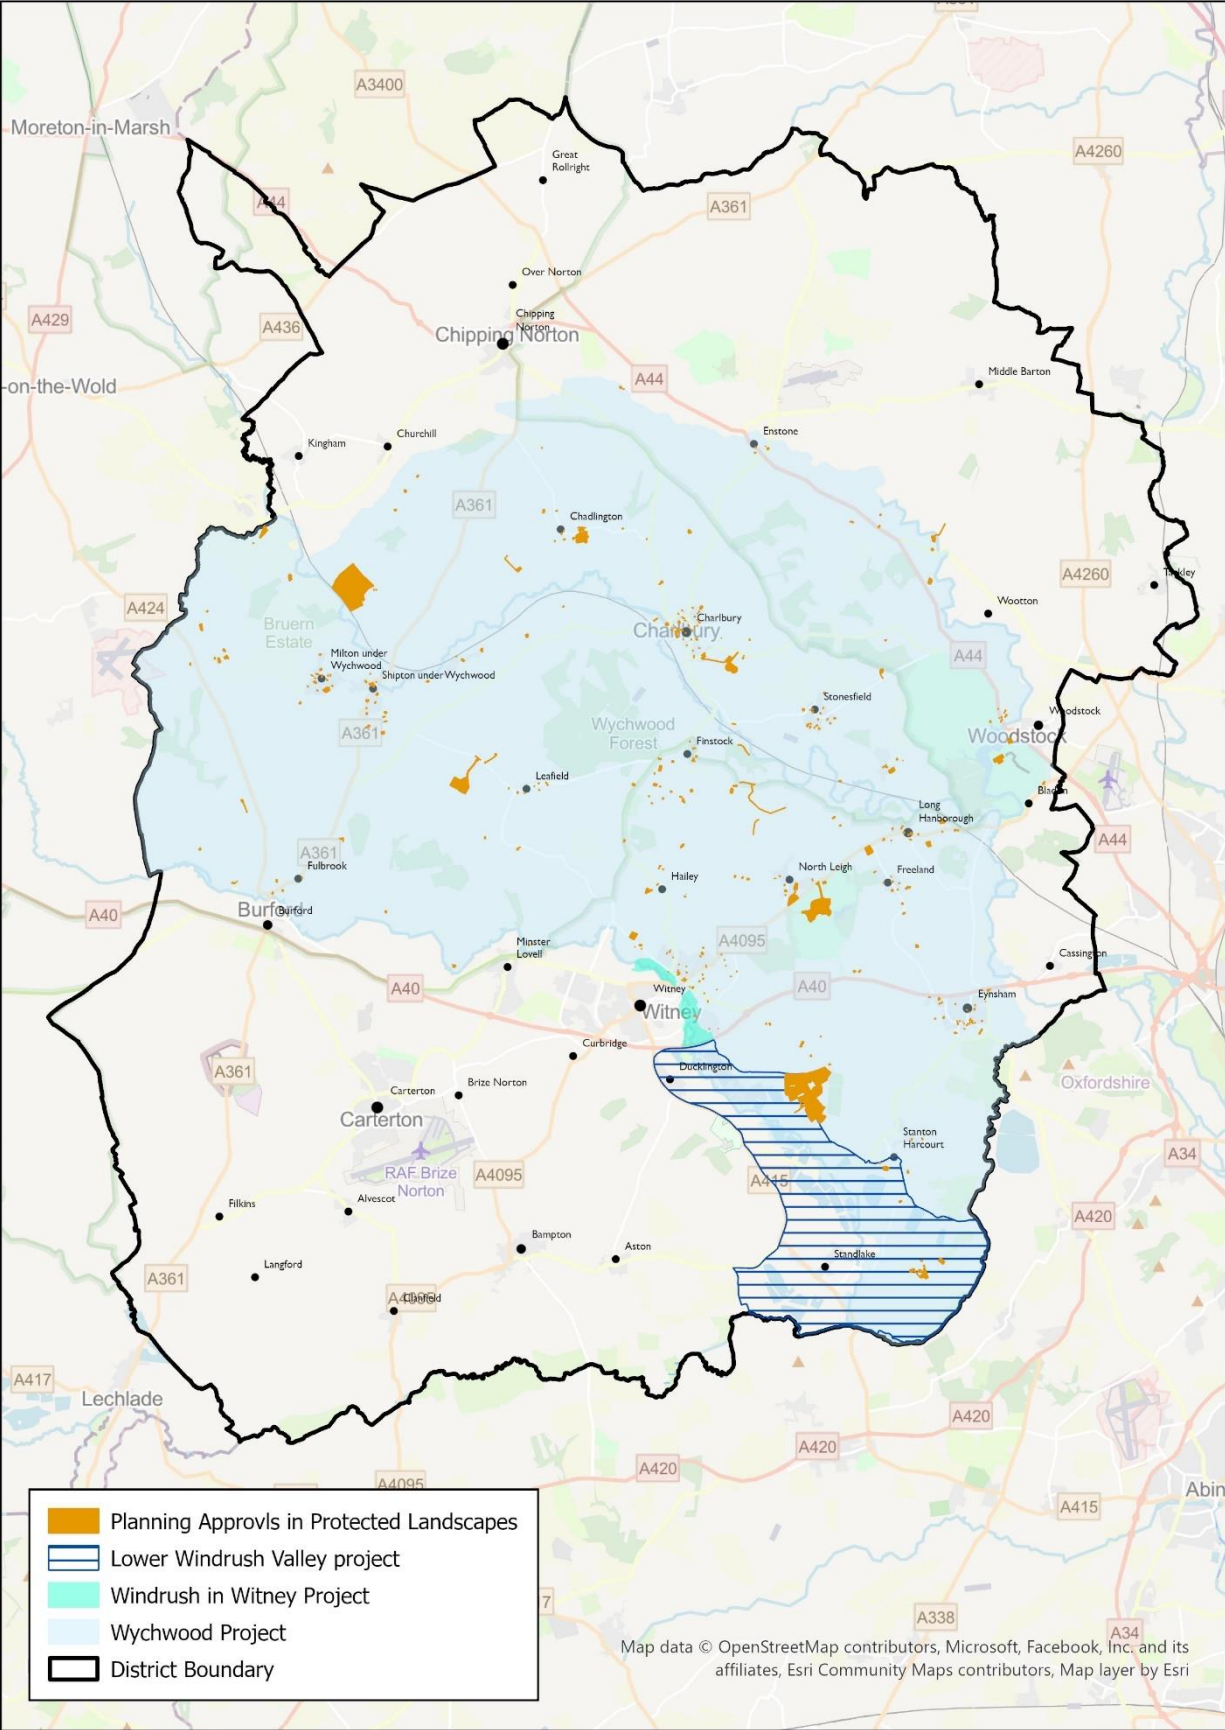 A361
A3400
Moreton-in-Marsh
A4260
Great
Rollright
A44
A361
Over Norton
A429
A436
Chipping
Norton
Chipping Norton
A44
Middle Barton
-on-the-Wold
Enstone
Churchill
Kingham
A361
Chadlington
A4260
Tackley
A424
Wootton
Bruern
Estate
Charlbury
Charlbury
A44
Milton under
Wychwood
Shipton under Wychwood
Stonesfield
Woodstock
A361
Wychwood
Forest
Woodstock
Finstock
Leafield
Bladon
Long
Hanborough
A44
A361
Fulbrook
Hailey
North Leigh
Freeland
A40
Burford
Burford
A4095
Minster
Lovell
Cassington
A40
Witney
A40
Eynsham
Witney
Curbridge
A361
Ducklington
Oxfordshire
Carterton
Brize Norton
Carterton
Stanton
Harcourt
A34
RAF Brize
Norton
A4095
A415
Filkins
Alvescot
A420
Bampton
Aston
Standlake
Langford
A361
A4095
Clanfield
A417
Lechlade
A420
A420
A420
A4095
Abin
A415
Planning Approvls in Protected Landscapes
Lower Windrush Valley project
Windrush in Witney Project
7
Wychwood Project
A338
A34
District Boundary
Map data © OpenStreetMap contributors, Microsoft, Facebook, Inc. and its
affiliates, Esri Community Maps contributors, Map layer by Esri